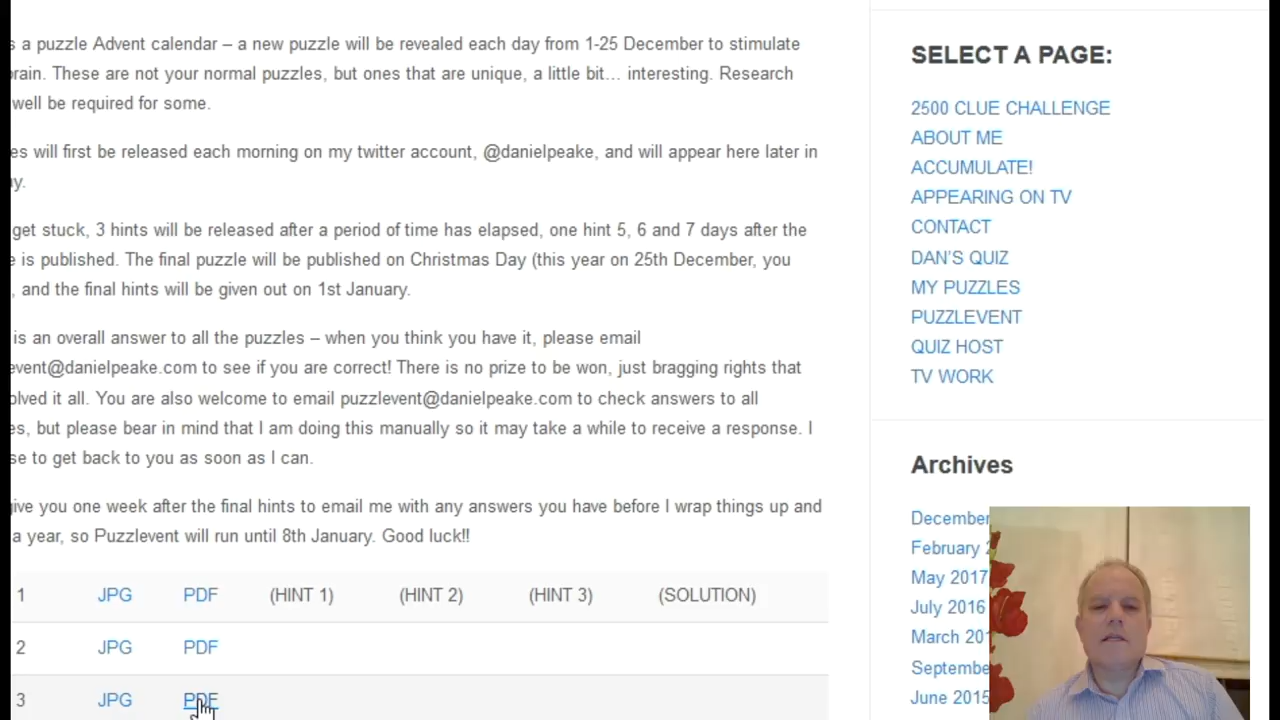 s a puzzle Advent calendar – a new puzzle will be revealed each day from 1-25 December to stimulate
rain. These are not your normal puzzles, but ones that are unique, a little bit... interesting. Research
well be required for some.
es will first be released each morning on my twitter account, @danielpeake, and will appear here later in
y.
get stuck, 3 hints will be released after a period of time has elapsed, one hint 5, 6 and 7 days after the
e is published. The final puzzle will be published on Christmas Day (this year on 25th December, you
, and the final hints will be given out on 1st January.
is an overall answer to all the puzzles – when you think you have it, please email
event@danielpeake.com to see if you are correct! There is no prize to be won, just bragging rights that
olved it all. You are also welcome to email puzzlevent@danielpeake.com to check answers to all
es, but please bear in mind that I am doing this manually so it may take a while to receive a response. I
se to get back to you as soon as I can.
give you one week after the final hints to email me with any answers you have before I wrap things up and
a year, so Puzzlevent will run until 8th January. Good luck!!
1 JPG PDF (HINT 1) (HINT 2) (HINT 3) (SOLUTION)
2 JPG PDF
3 JPG PDF
SELECT A PAGE:
2500 CLUE CHALLENGE
ABOUT ME
ACCUMULATE!
APPEARING ON TV
CONTACT
DAN'S QUIZ
MY PUZZLES
PUZZLEVENT
QUIZ HOST
TV WORK
Archives
December
February 2
May 2017
July 2016
March 201
Septembe
June 2015